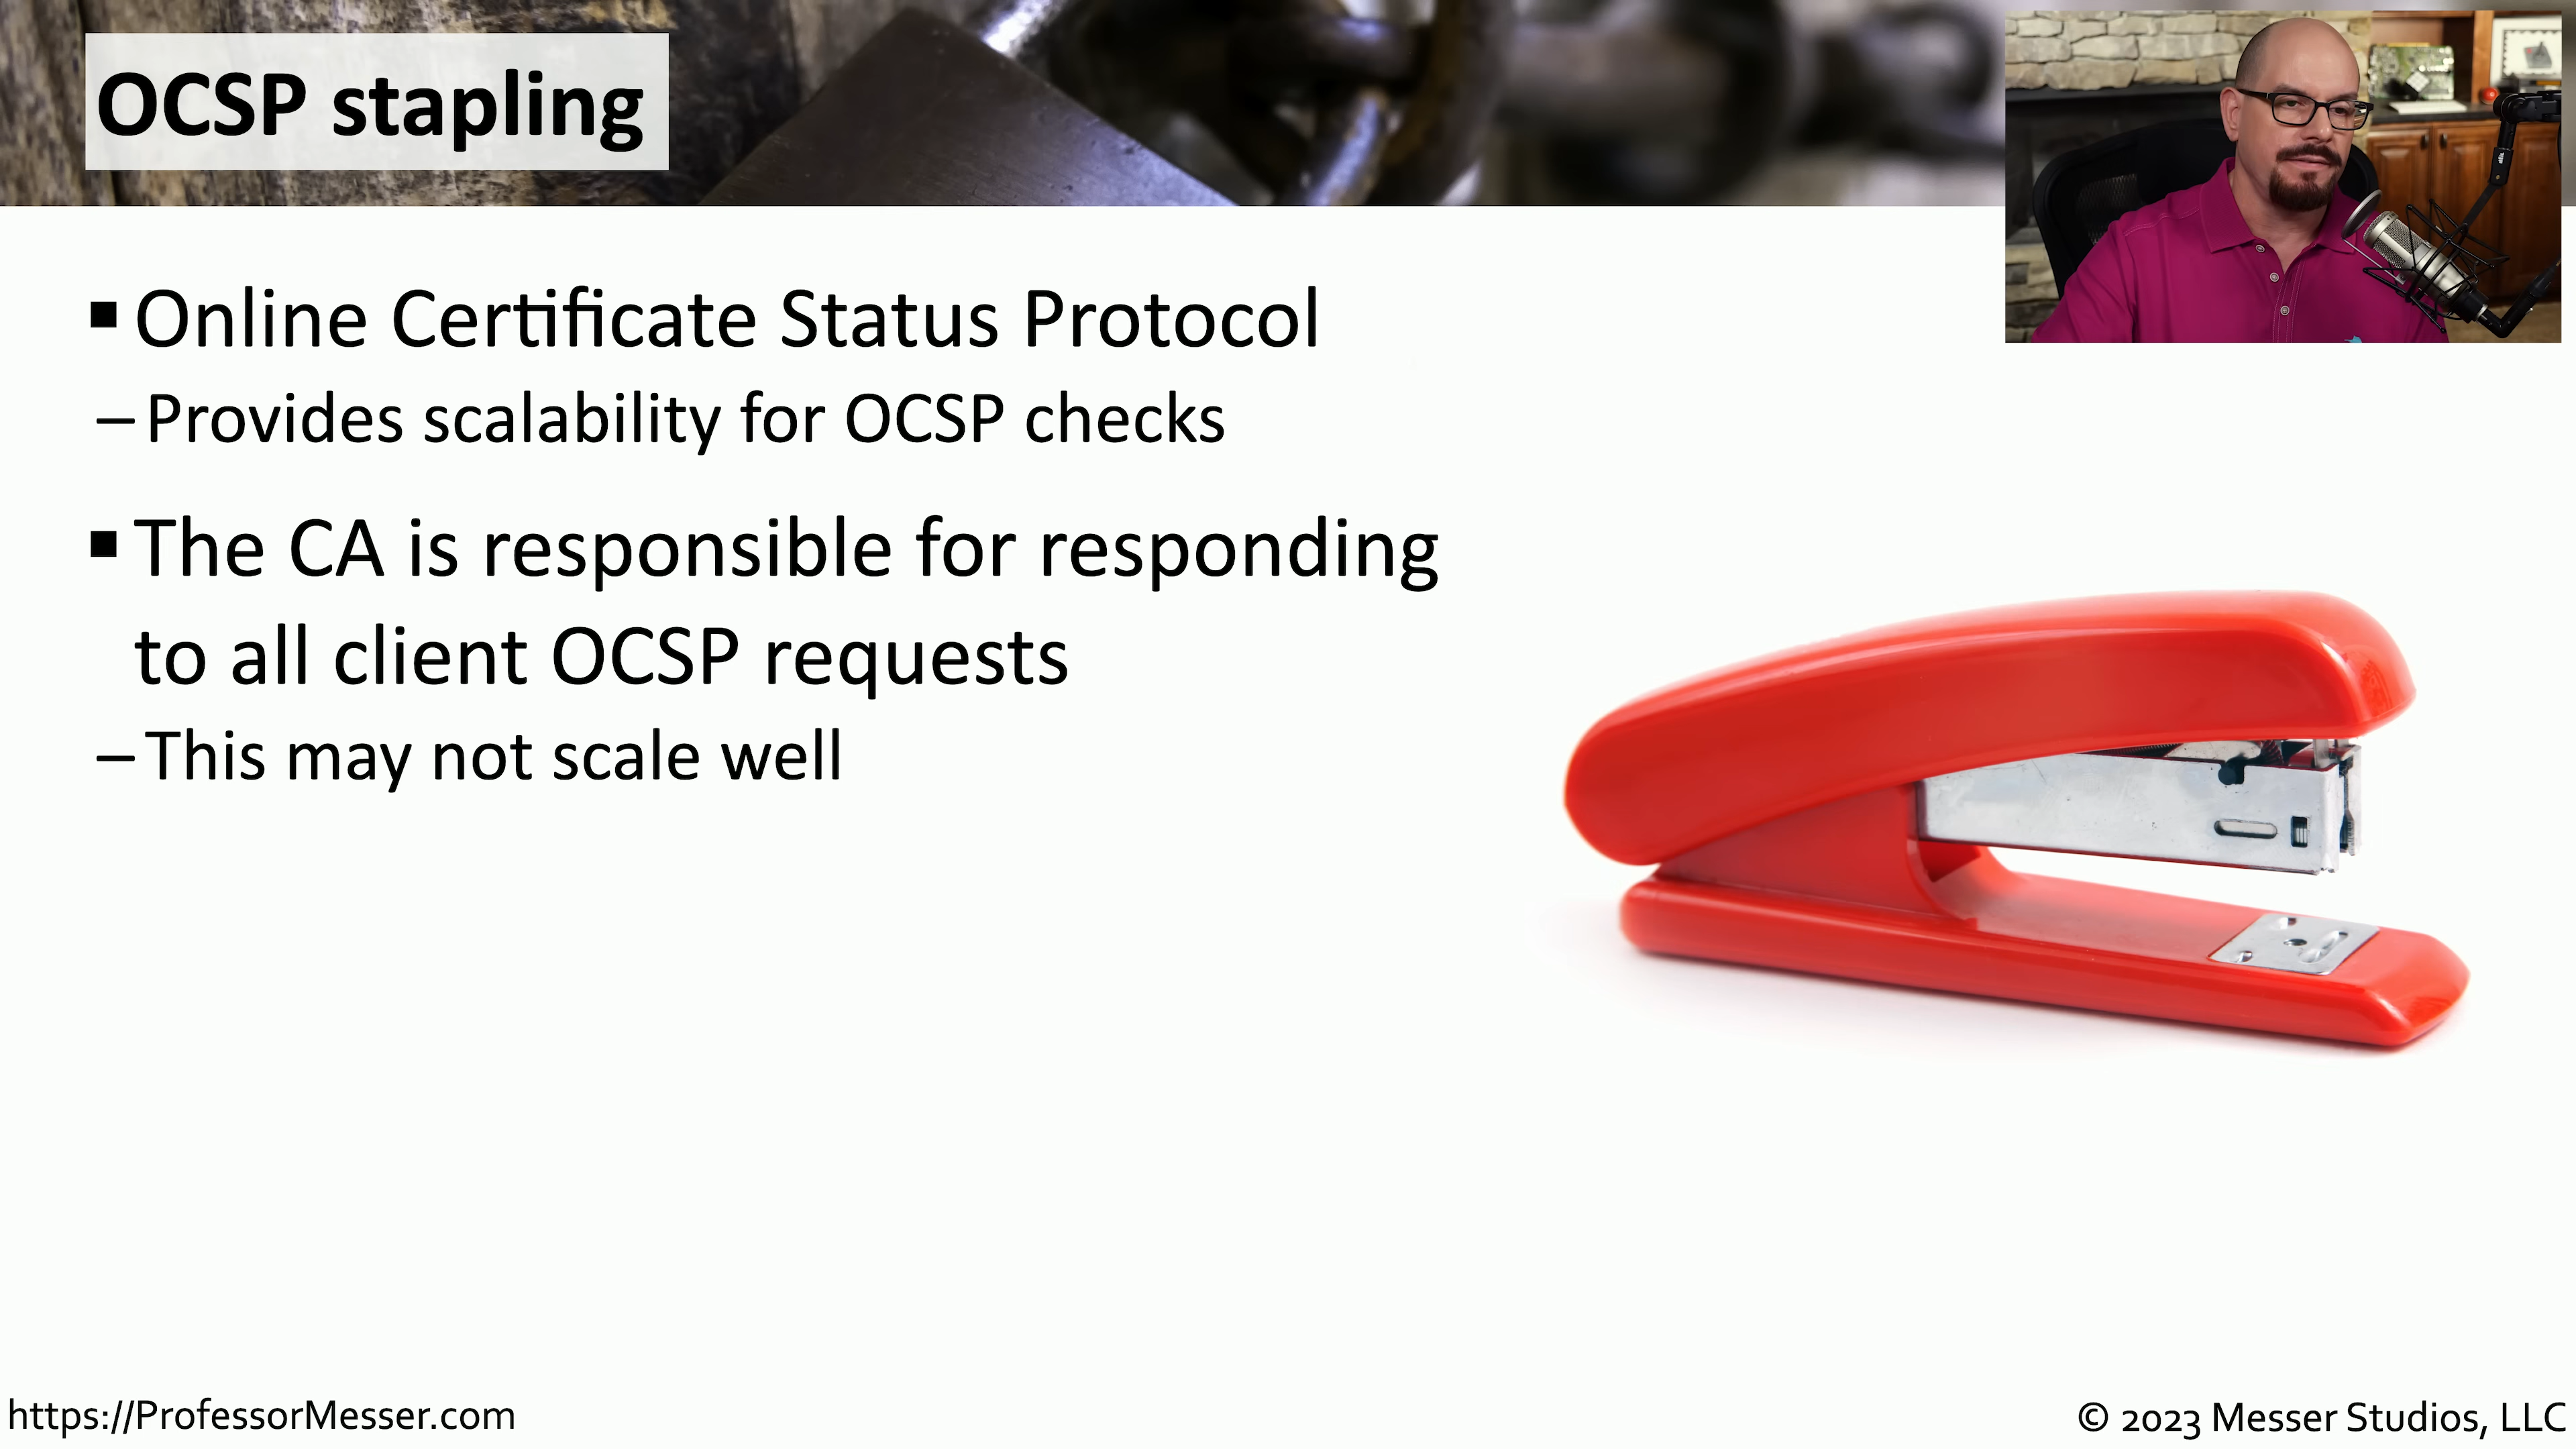 OCSP stapling
▪ Online Certificate Status Protocol
– Provides scalability for OCSP checks
▪ The CA is responsible for responding
to all client OCSP requests
– This may not scale well
https://ProfessorMesser.com
© 2023 Messer Studios, LLC